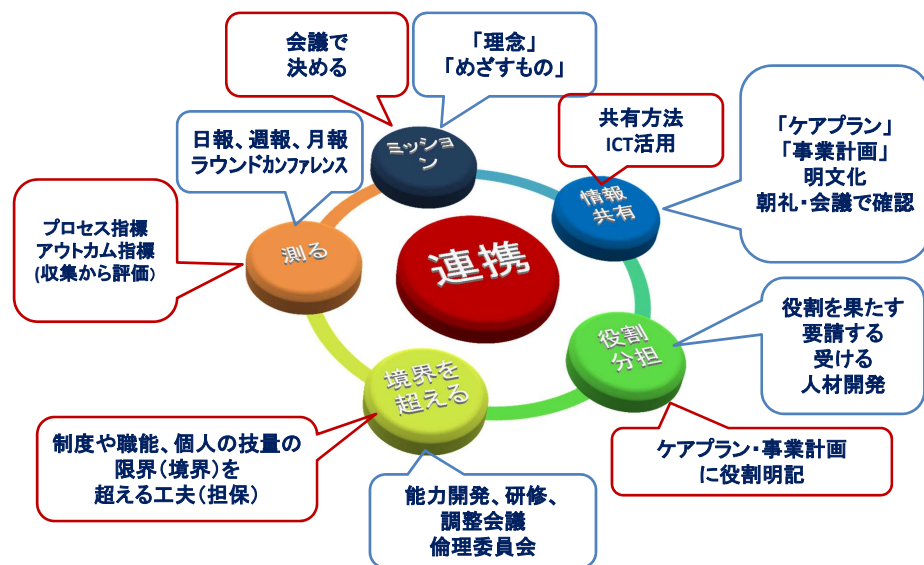 会議で
決める
「理念」
「めざすもの」
日報、週報、月報
ラウンドカンファレンス
ミッショ
ン
共有方法
ICT活用
「ケアプラン」
「事業計画」
明文化
朝礼・会議で確認
情報
共有
プロセス指標
アウトカム指標
(収集から評価)
測る
連携
役割を果たす
要請する
受ける
人材開発
役割
分担
境界を
超える
制度や職能、個人の技量の
限界(境界)を
超える工夫(担保)
能力開発、研修、
調整会議
倫理委員会
ケアプラン・事業計画
に役割明記